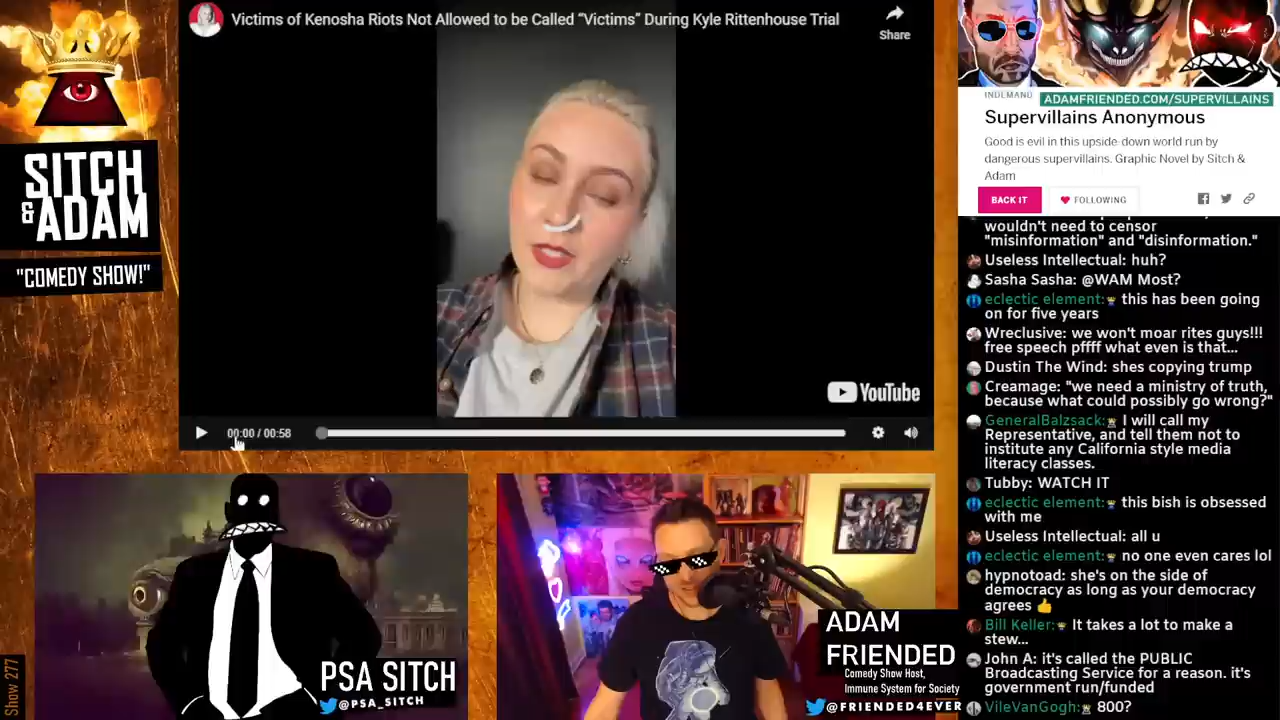 SITCH
& ADAM
"COMEDY SHOW!"
Show 277
Victims of Kenosha Riots Not Allowed to be Called “Victims” During Kyle Rittenhouse Trial
Share
YouTube
00:00 / 00:58
PSA SITCH
@PSA_SITCH
ADAM
FRIENDED
Comedy Show Host,
Immune System for Society
@FRIENDED4EVER
INDEMAND
ADAMFRIENDED.COM/SUPERVILLAINS
Supervillains Anonymous
Good is evil in this upside-down world run by
dangerous supervillains. Graphic Novel by Sitch &
Adam
BACK IT
FOLLOWING
wouldn't need to censor
"misinformation" and "disinformation."
Useless Intellectual: huh?
Sasha Sasha: @WAM Most?
eclectic element: this has been going
on for five years
Wreclusive: we won't moar rites guys!!!
free speech pffff what even is that...
Dustin The Wind: shes copying trump
Creamage: "we need a ministry of truth,
because what could possibly go wrong?"
GeneralBalzsack: I will call my
Representative, and tell them not to
institute any California style media
literacy classes.
Tubby: WATCH IT
eclectic element: this bish is obsessed
with me
Useless Intellectual: all u
eclectic element: no one even cares lol
hypnotoad: she's on the side of
democracy as long as your democracy
agrees 👍
Bill Keller: It takes a lot to make a
stew...
John A: it's called the PUBLIC
Broadcasting Service for a reason. it's
government run/funded
VileVanGogh: 800?